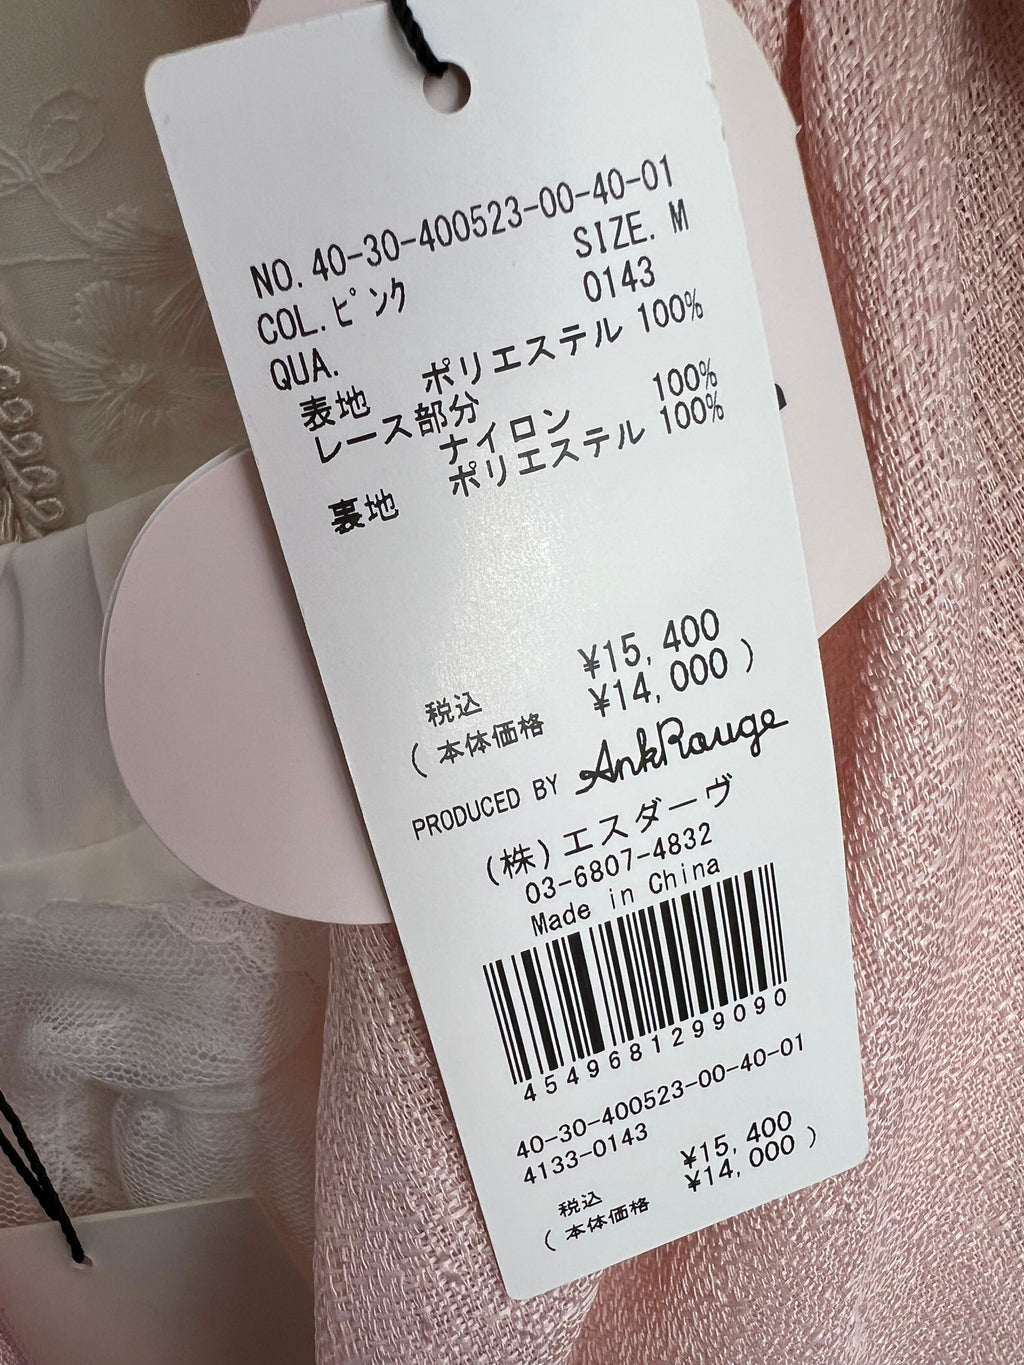 NO. 40-30-400523-00-40-01
COL. ピンク SIZE. M
QUA. 0143
表地 ポリエステル 100%
レース部分
ナイロン 100%
裏地 ポリエステル 100%
税込 ¥15,400
( 本体価格 ¥14,000 )
PRODUCED BY AnkRouge
(株)エスダーヴ
03-6807-4832
Made in China
4549681299090
40-30-400523-00-40-01
4133-0143
税込 ¥15,400
( 本体価格 ¥14,000 )